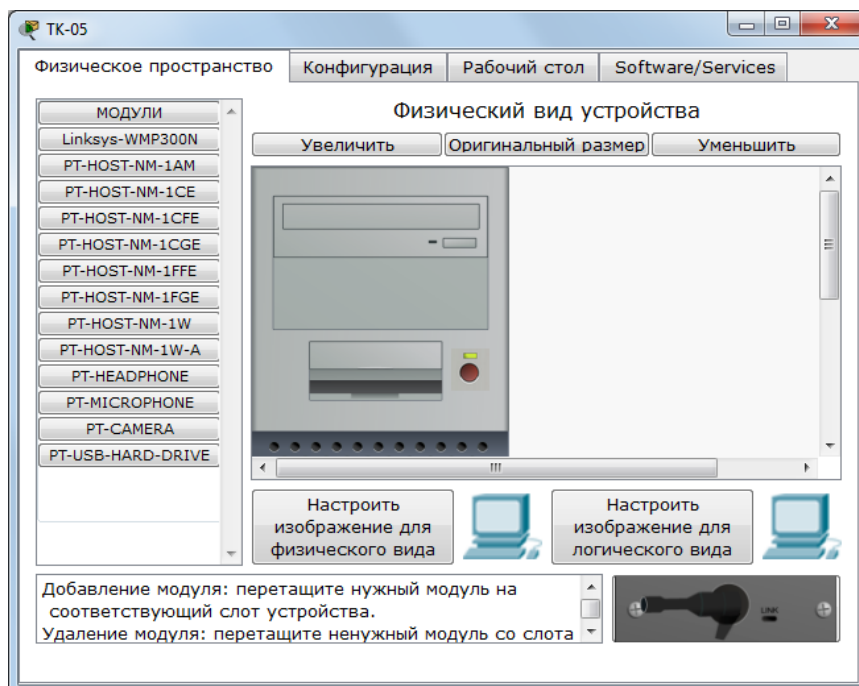 ТК-05
Физическое пространство
Конфигурация
Рабочий стол
Software/Services
МОДУЛИ
Linksys-WMP300N
PT-HOST-NM-1AM
PT-HOST-NM-1CE
PT-HOST-NM-1CFE
PT-HOST-NM-1CGE
PT-HOST-NM-1FFE
PT-HOST-NM-1FGE
PT-HOST-NM-1W
PT-HOST-NM-1W-A
PT-HEADPHONE
PT-MICROPHONE
PT-CAMERA
PT-USB-HARD-DRIVE
Физический вид устройства
Увеличить
Оригинальный размер
Уменьшить
Настроить
изображение для
физического вида
Настроить
изображение для
логического вида
Добавление модуля: перетащите нужный модуль на
соответствующий слот устройства.
Удаление модуля: перетащите ненужный модуль со слота
LINK